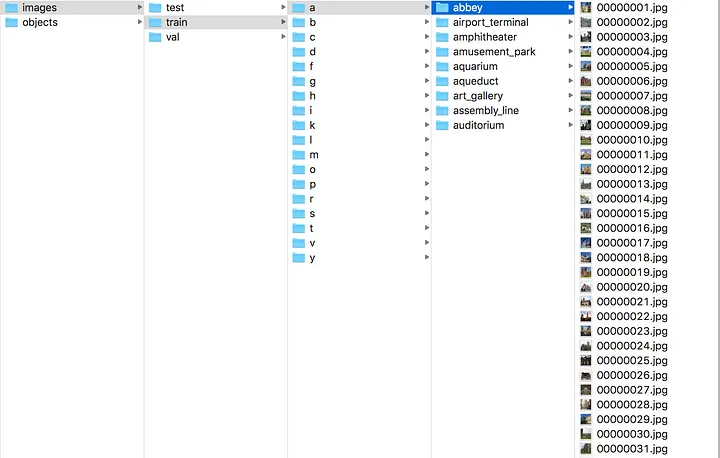 images
objects
test
train
val
a
b
c
d
f
g
h
i
k
l
m
o
p
r
s
t
v
y
abbey
airport_terminal
amphitheater
amusement_park
aquarium
aqueduct
art_gallery
assembly_line
auditorium
00000001.jpg
00000002.jpg
00000003.jpg
00000004.jpg
00000005.jpg
00000006.jpg
00000007.jpg
00000008.jpg
00000009.jpg
00000010.jpg
00000011.jpg
00000012.jpg
00000013.jpg
00000014.jpg
00000015.jpg
00000016.jpg
00000017.jpg
00000018.jpg
00000019.jpg
00000020.jpg
00000021.jpg
00000022.jpg
00000023.jpg
00000024.jpg
00000025.jpg
00000026.jpg
00000027.jpg
00000028.jpg
00000029.jpg
00000030.jpg
00000031.jpg